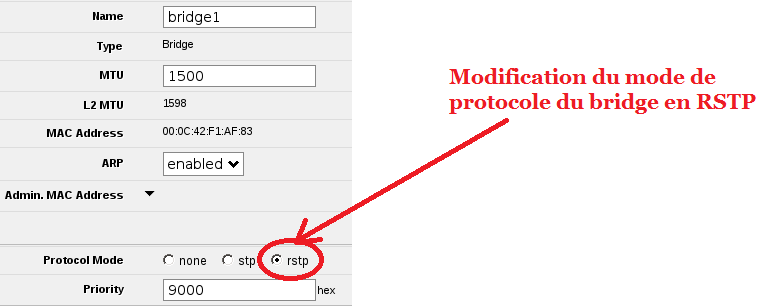 Name bridge1
Type Bridge
MTU 1500
L2 MTU 1598
MAC Address 00:0C:42:F1:AF:83
ARP enabled
Admin. MAC Address
Protocol Mode none stp rstp
Priority 9000 hex
Modification du mode de
protocole du bridge en RSTP